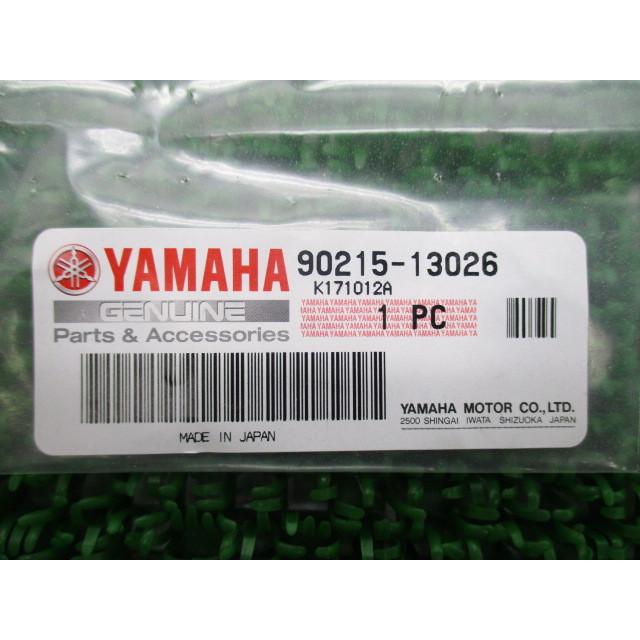 YAMAHA 90215-13026
K171012A
GENUINE
Parts & Accessories
1 PC
YAMAHA MOTOR CO., LTD.
2500 SHINGAI IWATA SHIZUOKA JAPAN
MADE IN JAPAN